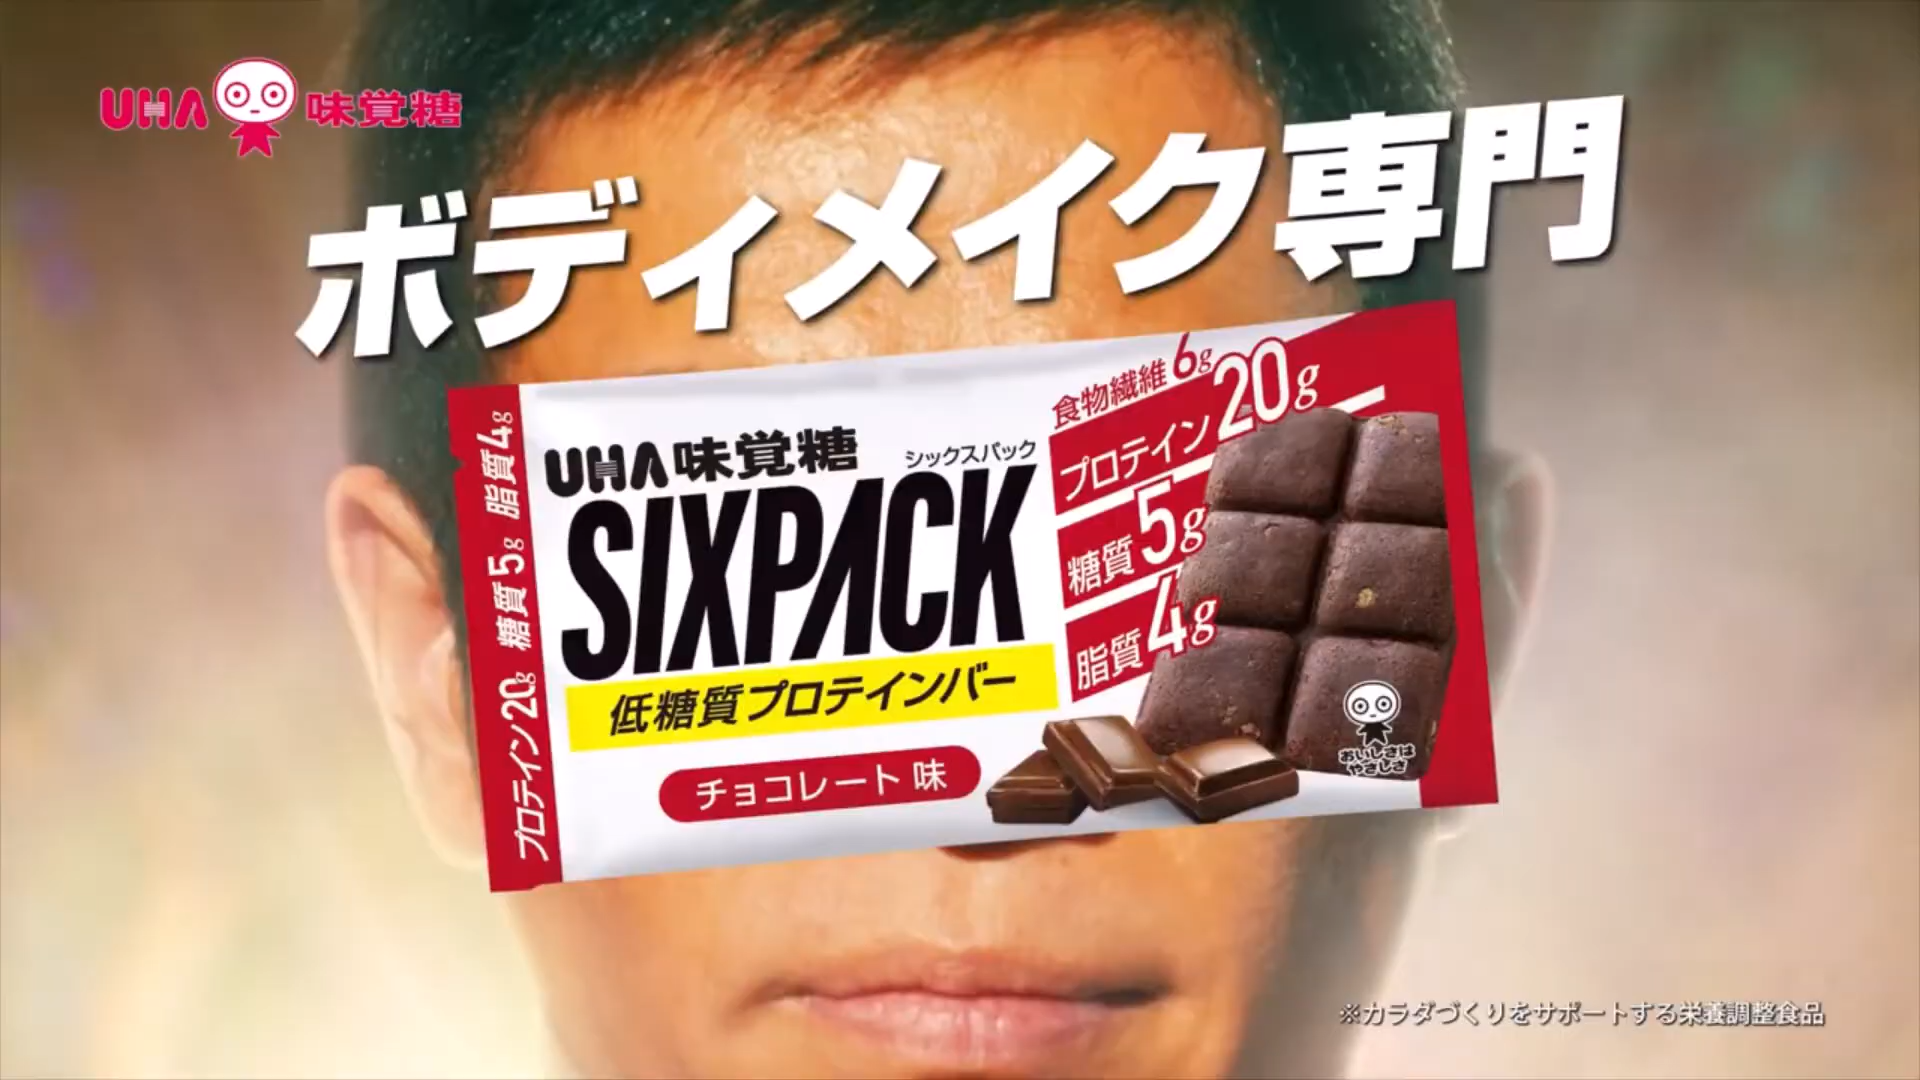 UHA味覚糖
ボディメイク専門
脂質4g
糖質5g
プロテイン20g
UHA味覚糖
シックスパック
SIXPACK
低糖質プロテインバー
チョコレート味
食物繊維6g
プロテイン20g
糖質5g
脂質4g
おいしさは
やさしさ
※カラダづくりをサポートする栄養調整食品